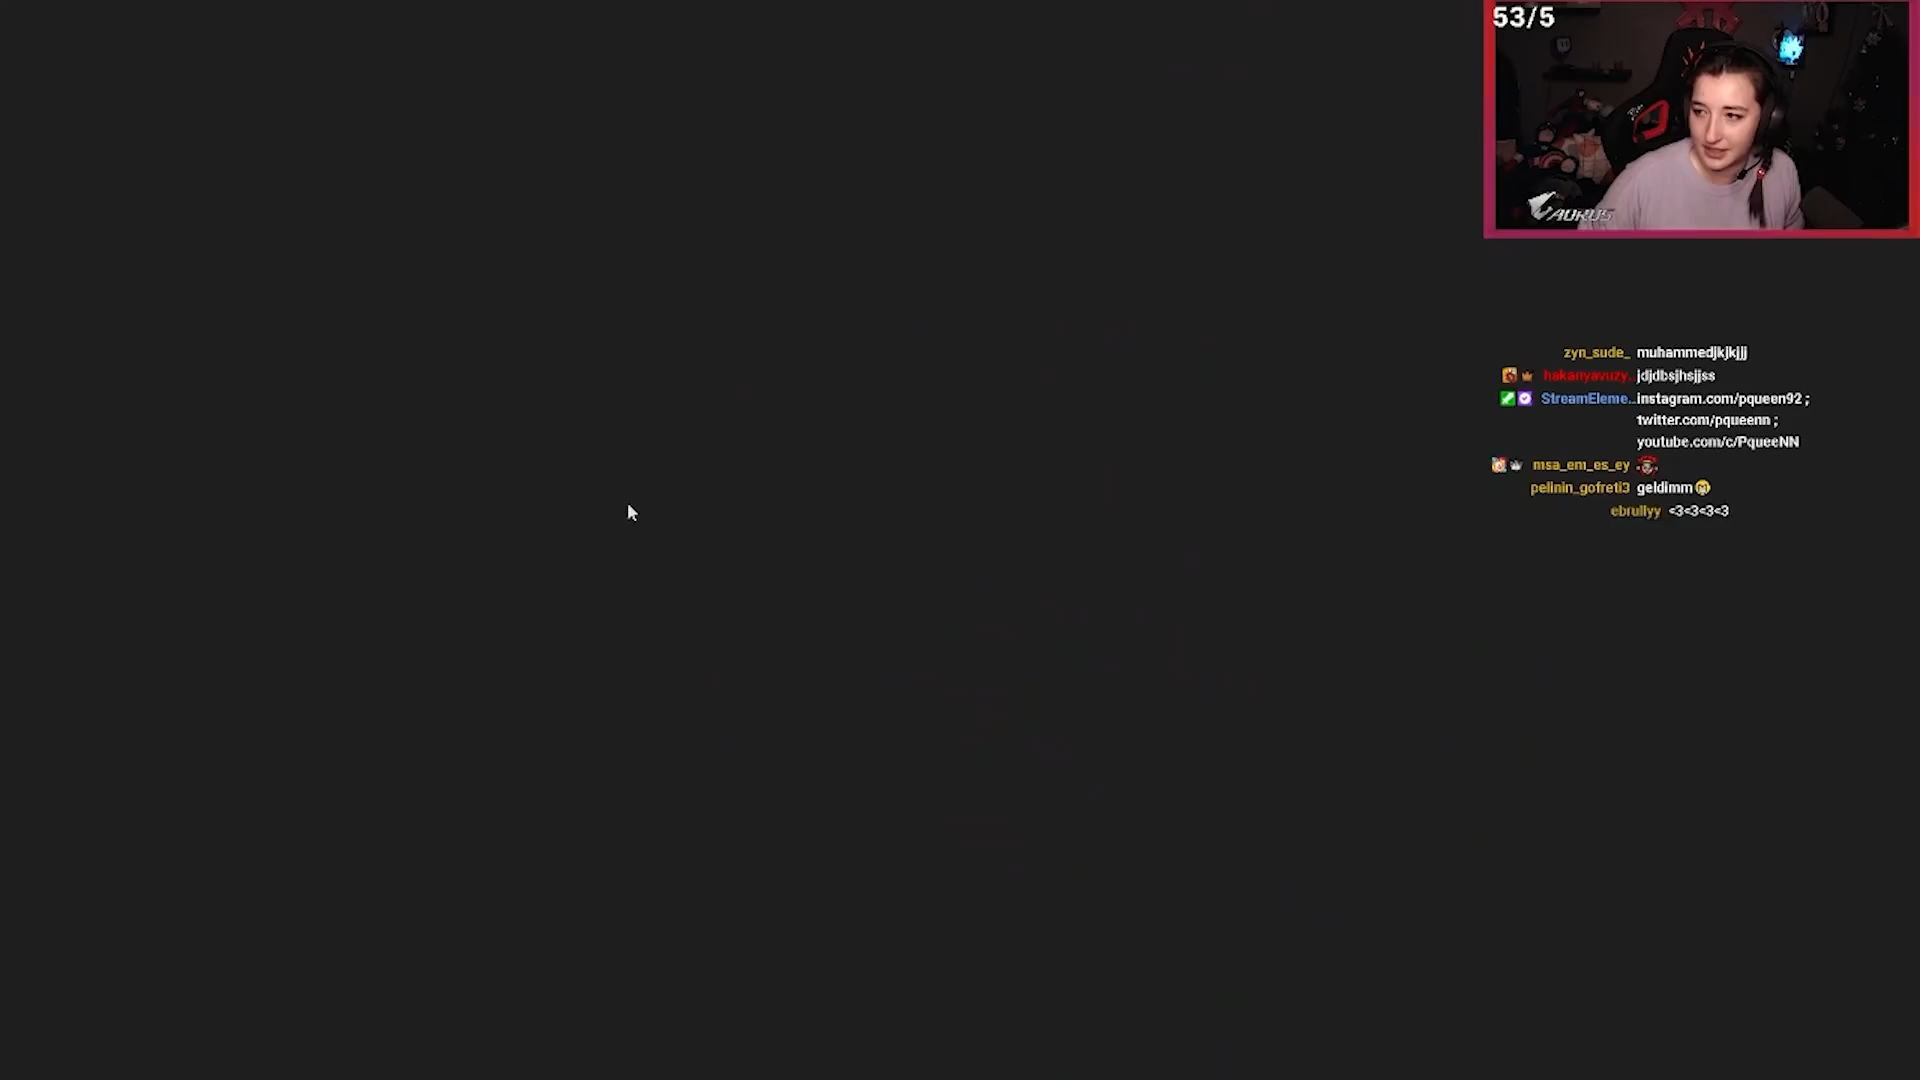 53/5
AORUS
zyn_sude_ muhammedjkjkjjj
hakanyavuzy.. jdjdbsjhsjjss
StreamEleme.. instagram.com/pqueen92 ;
twitter.com/pqueenn ;
youtube.com/c/PqueeNN
msa_em_es_ey
pelinin_gofreti3 geldimm
ebrullyy <3<3<3<3